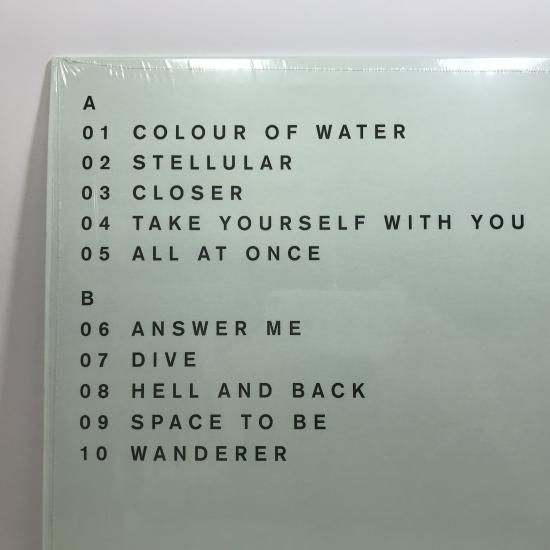 A
01 COLOUR OF WATER
02 STELLULAR
03 CLOSER
04 TAKE YOURSELF WITH YOU
05 ALL AT ONCE
B
06 ANSWER ME
07 DIVE
08 HELL AND BACK
09 SPACE TO BE
10 WANDERER